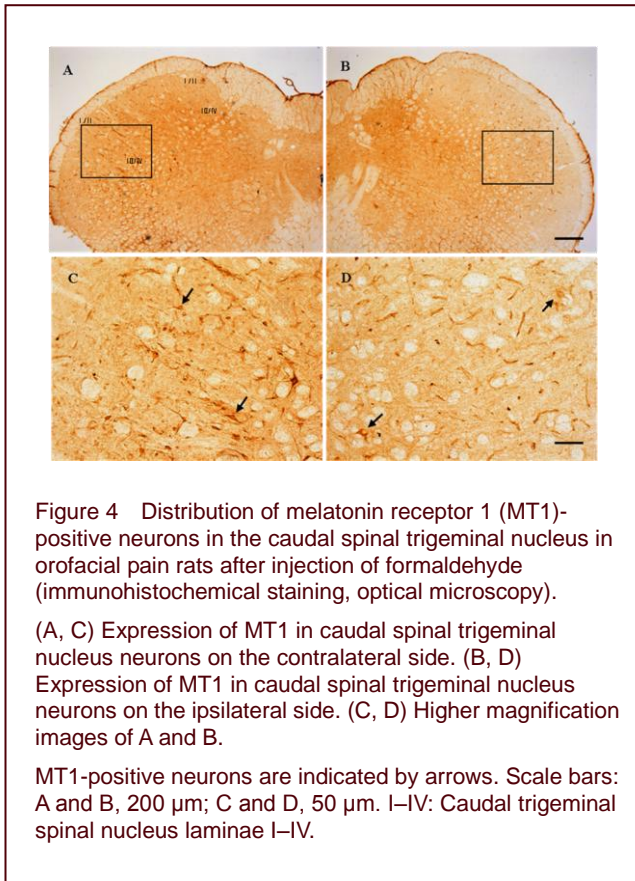 A
B
I /II
III/IV
I /II
III/IV
C
D
Figure 4 Distribution of melatonin receptor 1 (MT1)-
positive neurons in the caudal spinal trigeminal nucleus in
orofacial pain rats after injection of formaldehyde
(immunohistochemical staining, optical microscopy).
(A, C) Expression of MT1 in caudal spinal trigeminal
nucleus neurons on the contralateral side. (B, D)
Expression of MT1 in caudal spinal trigeminal nucleus
neurons on the ipsilateral side. (C, D) Higher magnification
images of A and B.
MT1-positive neurons are indicated by arrows. Scale bars:
A and B, 200 μm; C and D, 50 μm. I–IV: Caudal trigeminal
spinal nucleus laminae I–IV.